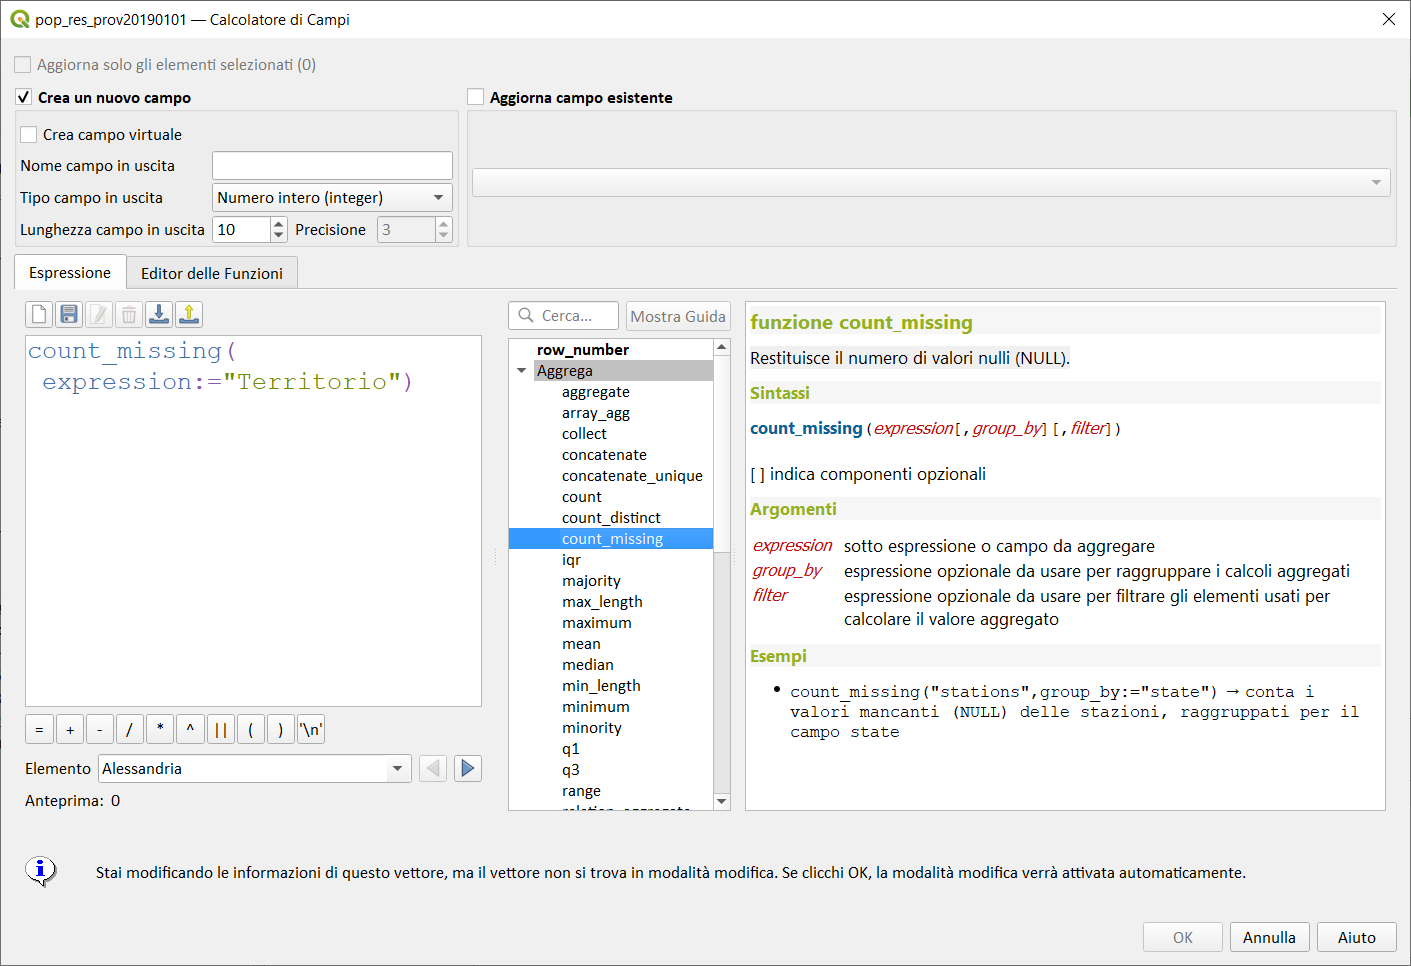 pop_res_prov20190101 — Calcolatore di Campi
Aggiorna solo gli elementi selezionati (0)
Crea un nuovo campo
Aggiorna campo esistente
Crea campo virtuale
Nome campo in uscita
Tipo campo in uscita
Numero intero (integer)
Lunghezza campo in uscita
10
Precisione
3
Espressione
Editor delle Funzioni
count_missing(
expression:="Territorio")
= + - / * ^ || ( ) '\n'
Elemento
Alessandria
Anteprima: 0
Cerca...
Mostra Guida
row_number
Aggrega
aggregate
array_agg
collect
concatenate
concatenate_unique
count
count_distinct
count_missing
iqr
majority
max_length
maximum
mean
median
min_length
minimum
minority
q1
q3
range
relation_aggregate
funzione count_missing
Restituisce il numero di valori nulli (NULL).
Sintassi
count_missing(expression[,group_by][,filter])
[ ] indica componenti opzionali
Argomenti
expression sotto espressione o campo da aggregare
group_by espressione opzionale da usare per raggruppare i calcoli aggregati
filter espressione opzionale da usare per filtrare gli elementi usati per
calcolare il valore aggregato
Esempi
• count_missing("stations",group_by:="state") → conta i
valori mancanti (NULL) delle stazioni, raggruppati per il
campo state
Stai modificando le informazioni di questo vettore, ma il vettore non si trova in modalità modifica. Se clicchi OK, la modalità modifica verrà attivata automaticamente.
OK
Annulla
Aiuto